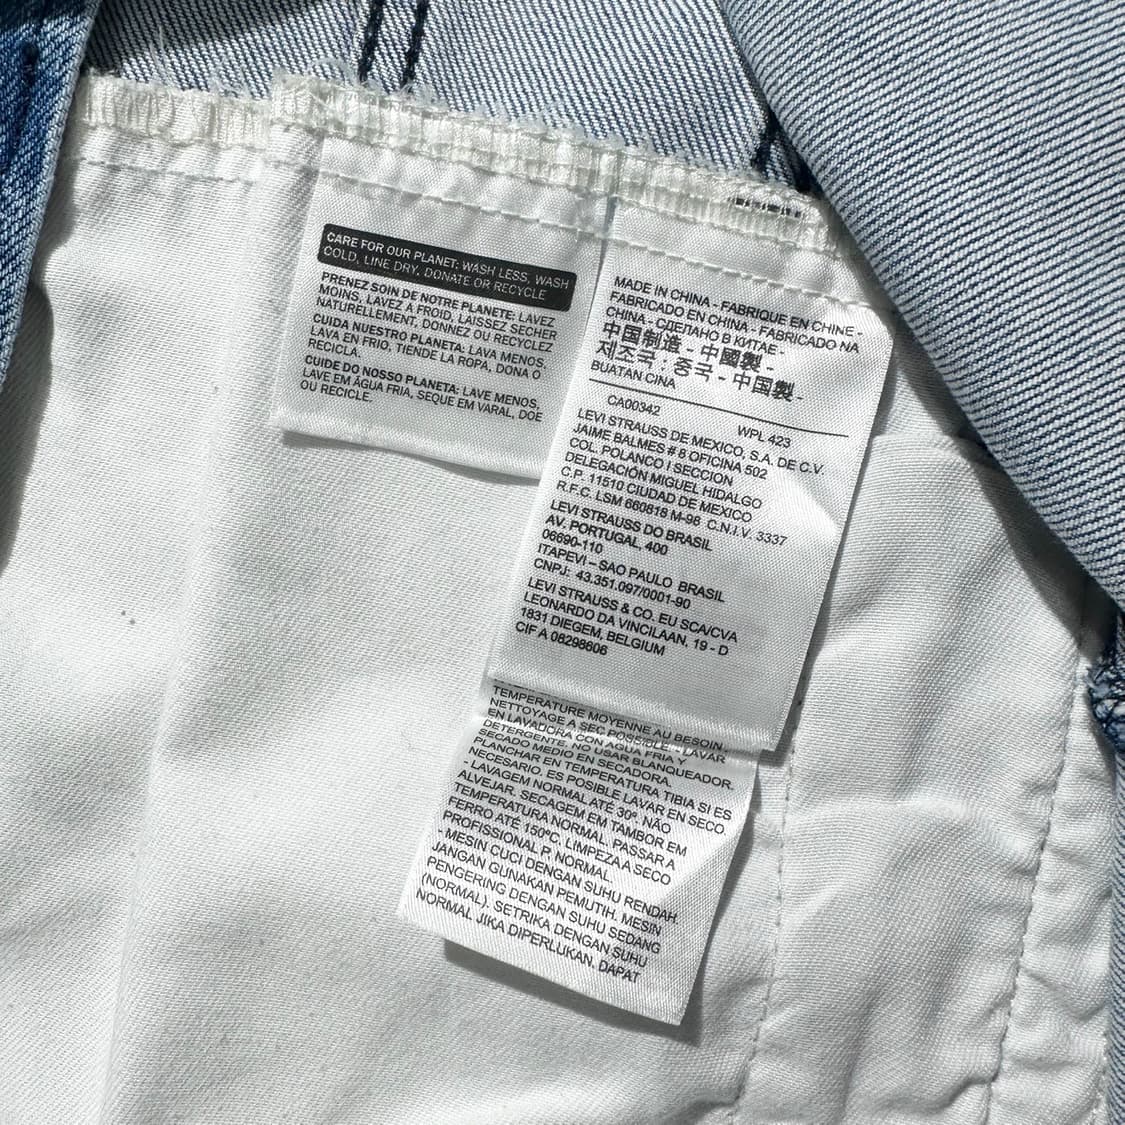 CARE FOR OUR PLANET: WASH LESS, WASH
COLD, LINE DRY, DONATE OR RECYCLE
PRENEZ SOIN DE NOTRE PLANETE: LAVEZ
MOINS, LAVEZ A FROID, LAISSEZ SECHER
NATURELLEMENT, DONNEZ OU RECYCLEZ
CUIDA NUESTRO PLANETA: LAVA MENOS,
LAVA EN FRIO, TIENDE LA ROPA, DONA O
RECICLA.
CUIDE DO NOSSO PLANETA: LAVE MENOS,
LAVE EM ÁGUA FRIA, SEQUE EM VARAL, DOE
OU RECICLE.
MADE IN CHINA - FABRIQUE EN CHINE -
FABRICADO EN CHINA - FABRICADO NA
CHINA - СДЕЛАНО В КИТАЕ -
中国制造 - 中國製 -
제조국 : 중국 - 中国製 -
BUATAN CINA
CA00342 WPL 423
LEVI STRAUSS DE MEXICO, S.A. DE C.V.
JAIME BALMES # 8 OFICINA 502
COL. POLANCO I SECCION
DELEGACIÓN MIGUEL HIDALGO
C.P. 11510 CIUDAD DE MEXICO
R.F.C. LSM 660818 M-98 C.N.I.V. 3337
LEVI STRAUSS DO BRASIL
AV. PORTUGAL, 400
06690-110
ITAPEVI – SAO PAULO BRASIL
CNPJ: 43.351.097/0001-90
LEVI STRAUSS & CO. EU SCA/CVA
LEONARDO DA VINCILAAN, 19 - D
1831 DIEGEM, BELGIUM
CIF A 08298606
TEMPERATURE MOYENNE AU BESOIN.
NETTOYAGE A SEC POSSIBLE. - LAVAR
EN LAVADORA CON AGUA FRIA Y
DETERGENTE. NO USAR BLANQUEADOR.
SECADO MEDIO EN SECADORA.
PLANCHAR EN TEMPERATURA TIBIA SI ES
NECESARIO. ES POSIBLE LAVAR EN SECO.
- LAVAGEM NORMAL ATÉ 30º. NÃO
ALVEJAR. SECAGEM EM TAMBOR EM
TEMPERATURA NORMAL. PASSAR A
FERRO ATÉ 150ºC. LIMPEZA A SECO
PROFISSIONAL P, NORMAL.
- MESIN CUCI DENGAN SUHU RENDAH.
JANGAN GUNAKAN PEMUTIH. MESIN
PENGERING DENGAN SUHU SEDANG
(NORMAL). SETRIKA DENGAN SUHU
NORMAL JIKA DIPERLUKAN. DAPAT